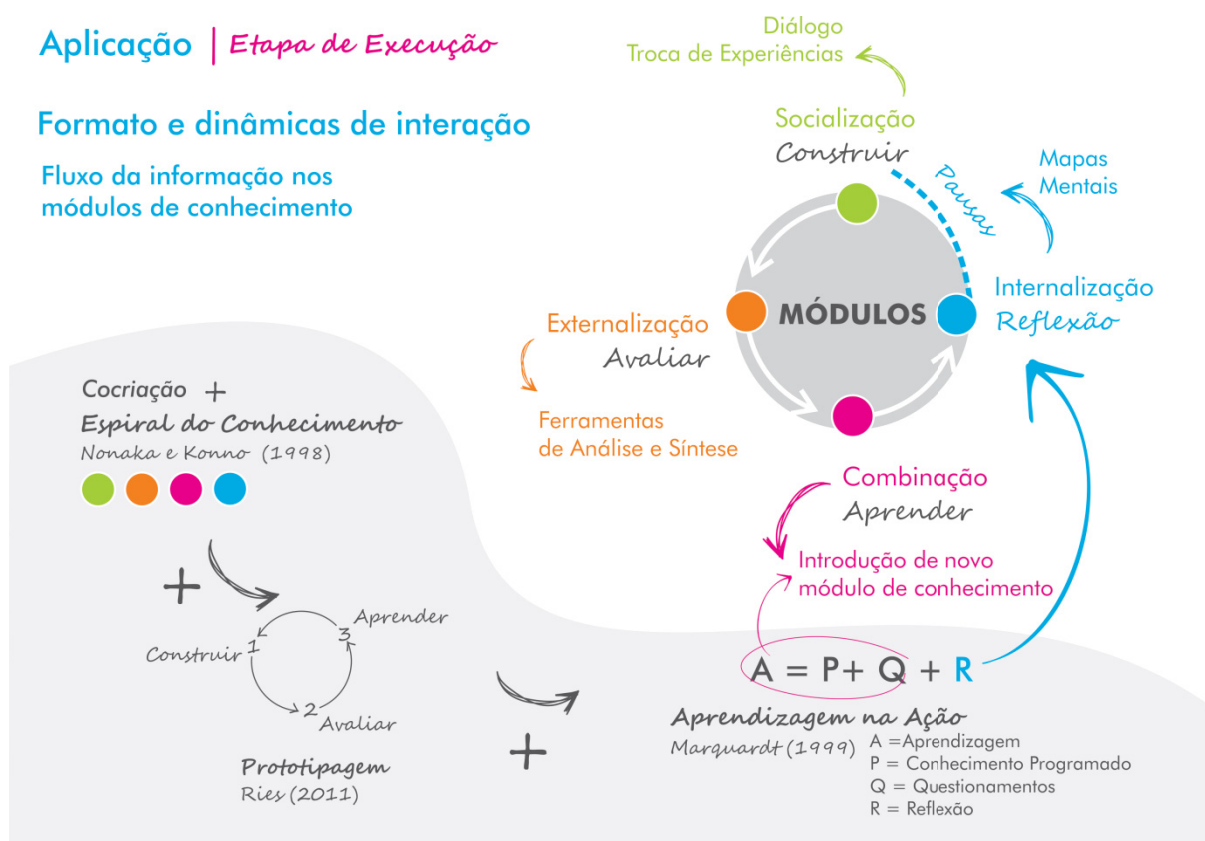 Aplicação | Etapa de Execução
Formato e dinâmicas de interação
Fluxo da informação nos
módulos de conhecimento
Diálogo
Troca de Experiências
Socialização
Construir
Pausas
Mapas
Mentais
MÓDULOS
Internalização
Reflexão
Externalização
Avaliar
Ferramentas
de Análise e Síntese
Combinação
Aprender
Introdução de novo
módulo de conhecimento
Cocriação +
Espiral do Conhecimento
Nonaka e Konno (1998)
+
Aprender
3
Construir 1
2
Avaliar
Prototipagem
Ries (2011)
+
A = P+ Q + R
Aprendizagem na Ação
Marquardt (1999)
A =Aprendizagem
P = Conhecimento Programado
Q = Questionamentos
R = Reflexão